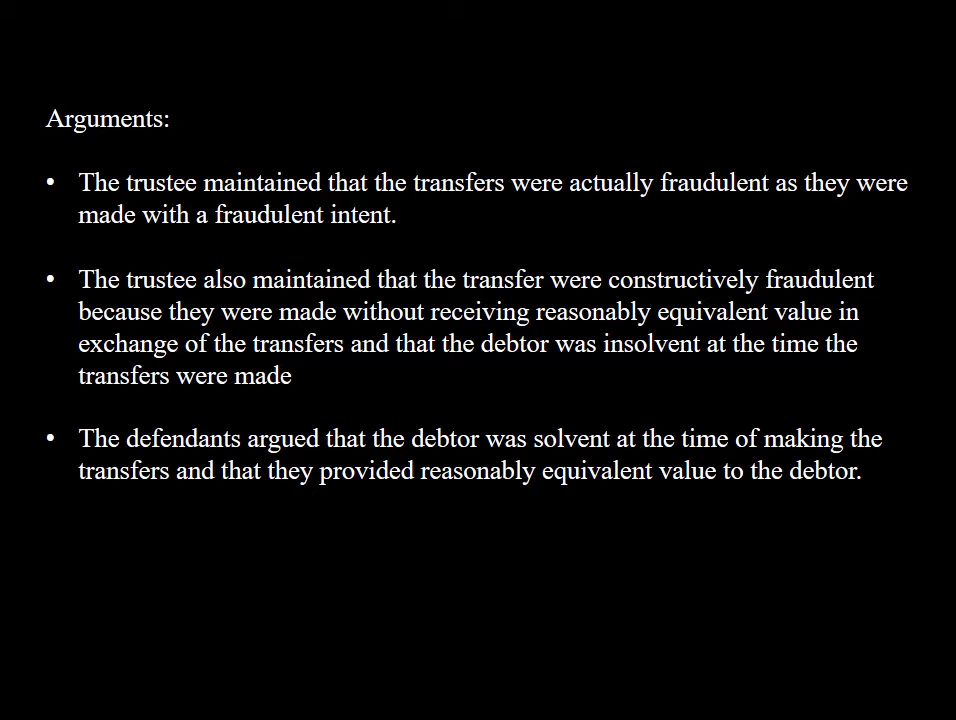 Arguments:
• The trustee maintained that the transfers were actually fraudulent as they were
made with a fraudulent intent.
• The trustee also maintained that the transfer were constructively fraudulent
because they were made without receiving reasonably equivalent value in
exchange of the transfers and that the debtor was insolvent at the time the
transfers were made
• The defendants argued that the debtor was solvent at the time of making the
transfers and that they provided reasonably equivalent value to the debtor.